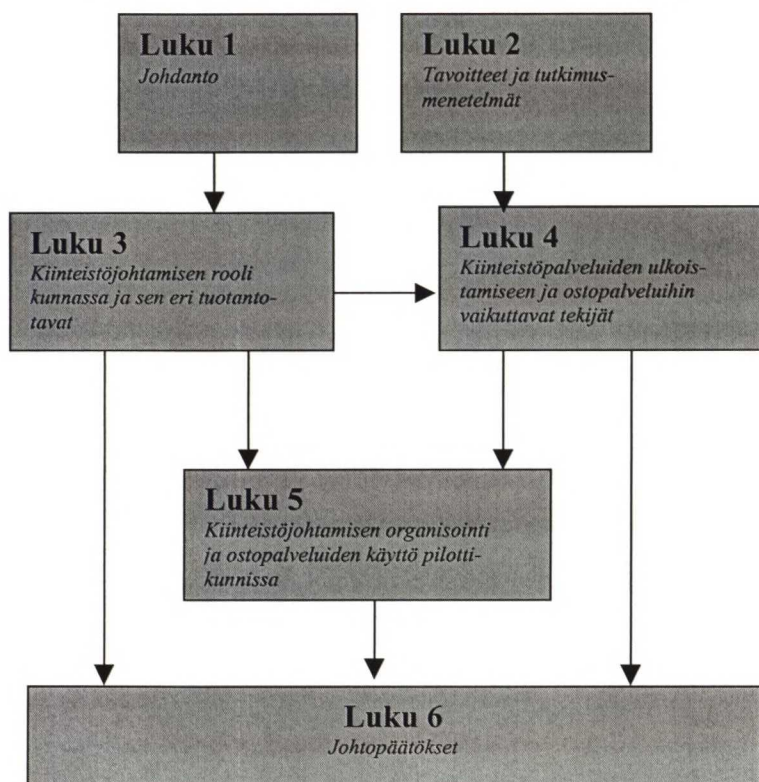 Luku 1
Johdanto
Luku 2
Tavoitteet ja tutkimus-
menetelmät
Luku 3
Kiinteistöjohtamisen rooli
kunnassa ja sen eri tuotanto-
tavat
Luku 4
Kiinteistöpalveluiden ulkois-
tamiseen ja ostopalveluihin
vaikuttavat tekijät
Luku 5
Kiinteistöjohtamisen organisointi
ja ostopalveluiden käyttö pilotti-
kunnissa
Luku 6
Johtopäätökset